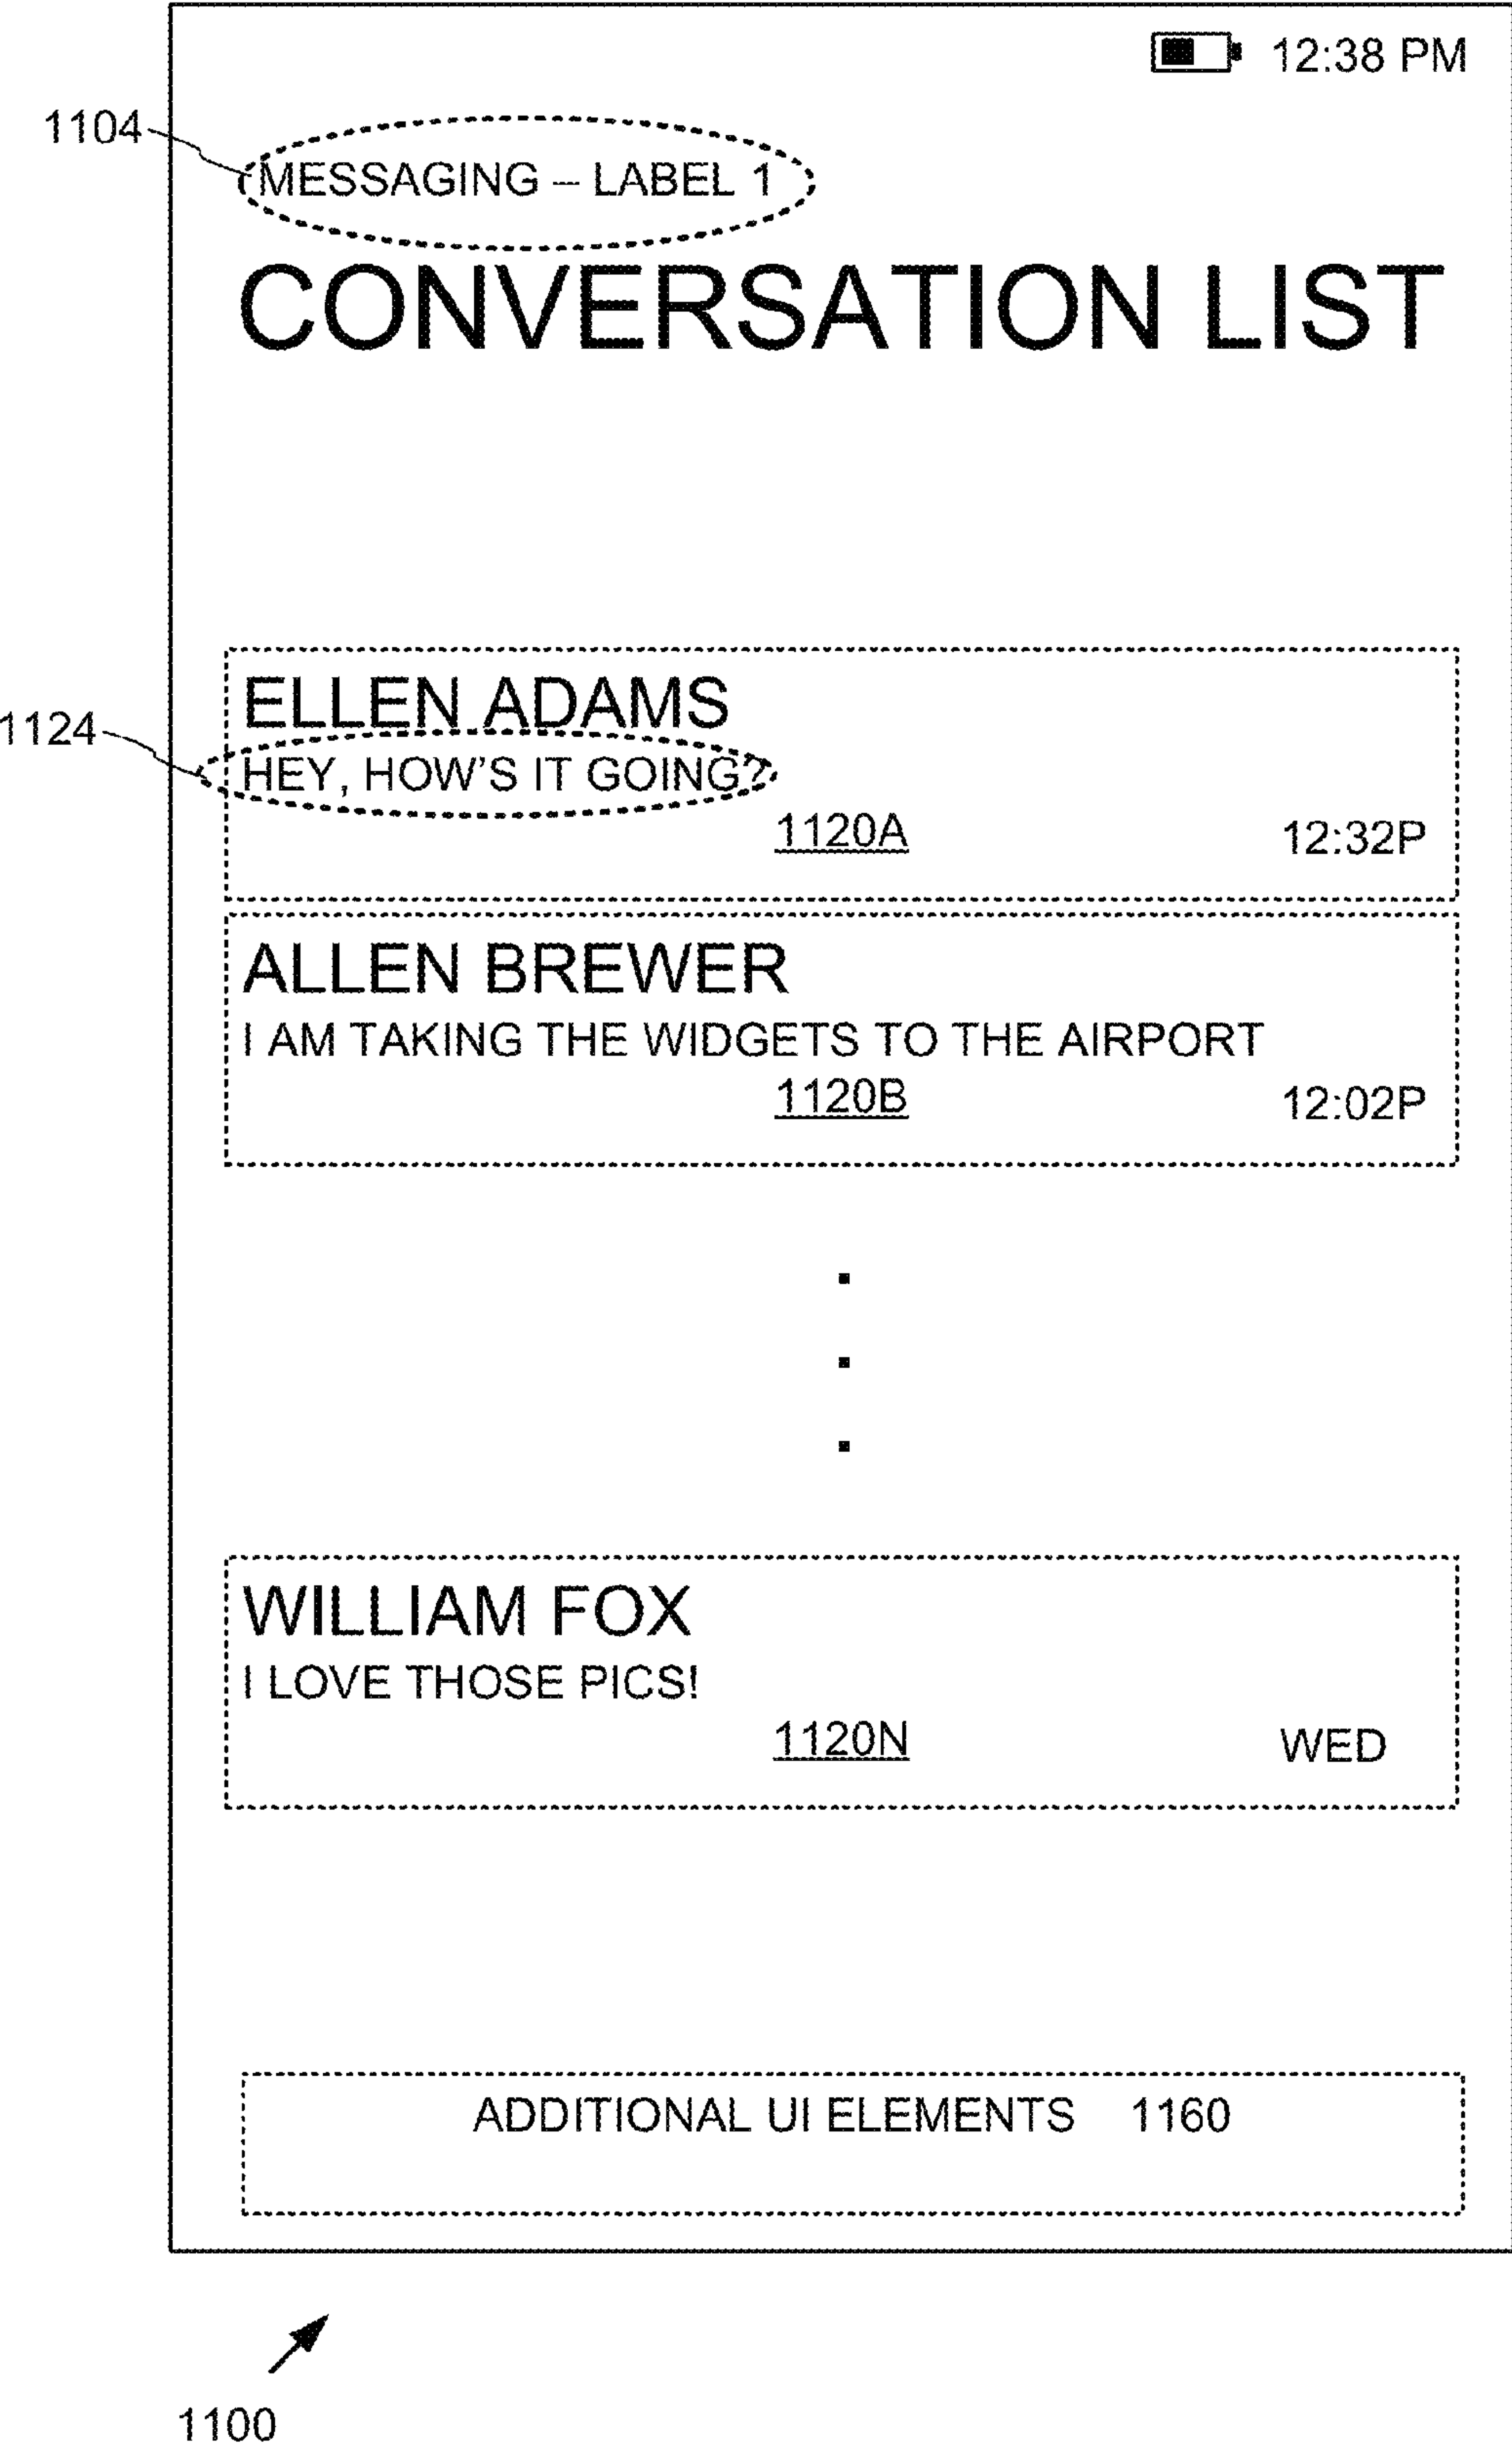 12:38 PM
1104
MESSAGING – LABEL 1
CONVERSATION LIST
ELLEN ADAMS
1124
HEY, HOW'S IT GOING?
1120A
12:32P
ALLEN BREWER
I AM TAKING THE WIDGETS TO THE AIRPORT
1120B
12:02P
WILLIAM FOX
I LOVE THOSE PICS!
1120N
WED
ADDITIONAL UI ELEMENTS 1160
1100